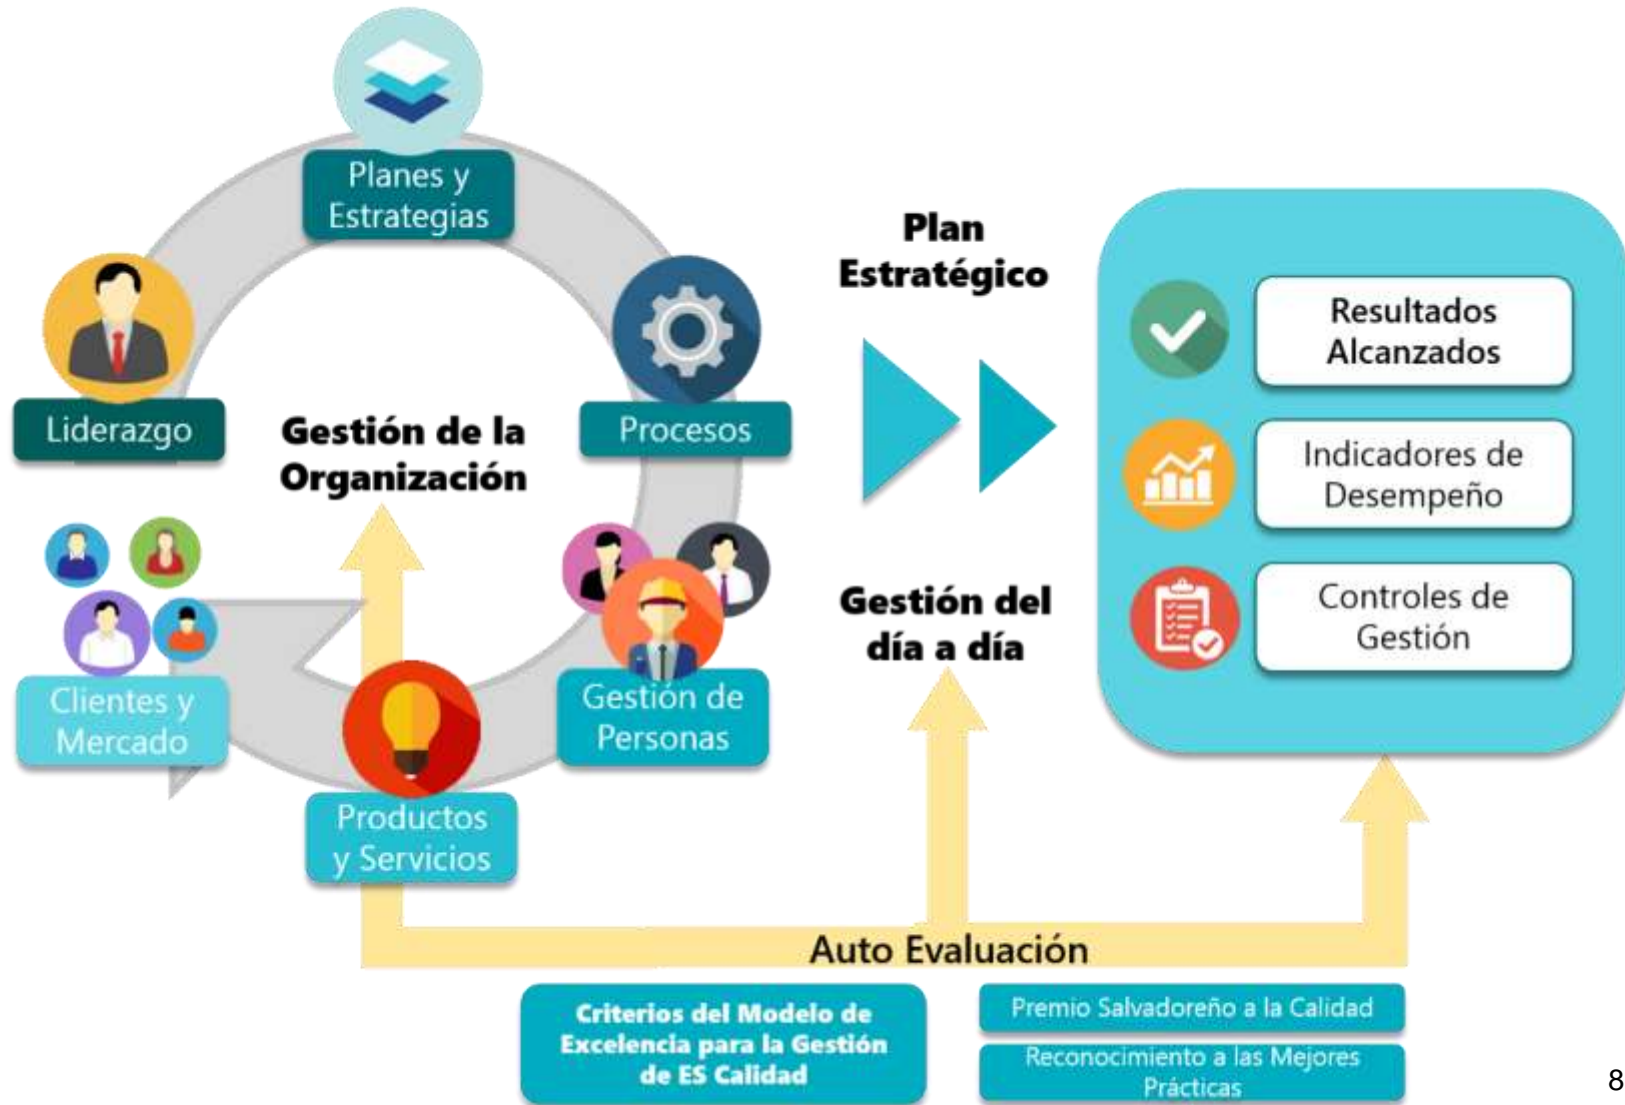 Planes y
Estrategias
Liderazgo
Procesos
Gestión de la
Organización
Clientes y
Mercado
Gestión de
Personas
Productos
y Servicios
Plan
Estratégico
Gestión del
día a día
Resultados
Alcanzados
Indicadores de
Desempeño
Controles de
Gestión
Auto Evaluación
Criterios del Modelo de
Excelencia para la Gestión
de ES Calidad
Premio Salvadoreño a la Calidad
Reconocimiento a las Mejores
Prácticas
8